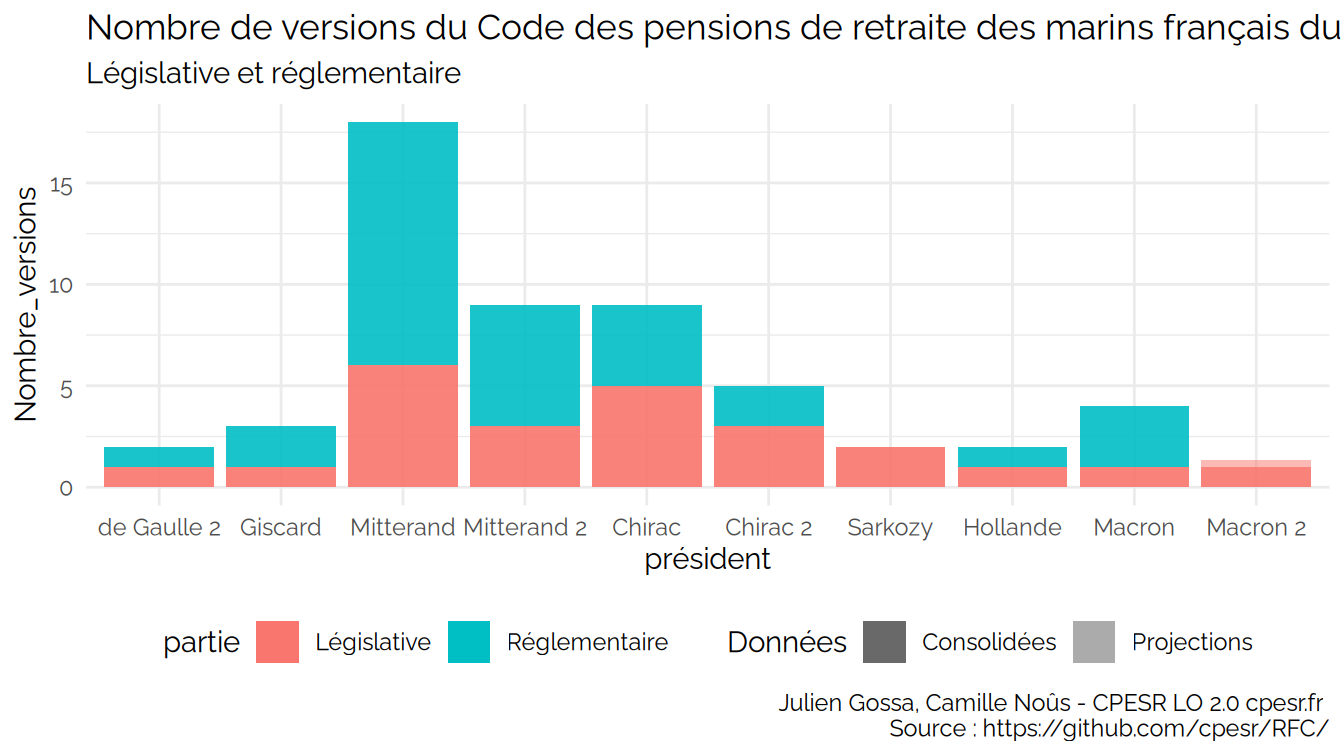 Nombre de versions du Code des pensions de retraite des marins français du
Législative et réglementaire
Nombre_versions
15
10
5
0
de Gaulle 2 Giscard Mitterand Mitterand 2 Chirac Chirac 2 Sarkozy Hollande Macron Macron 2
président
partie Législative Réglementaire Données Consolidées Projections
Julien Gossa, Camille Noûs - CPESR LO 2.0 cpesr.fr
Source : https://github.com/cpesr/RFC/